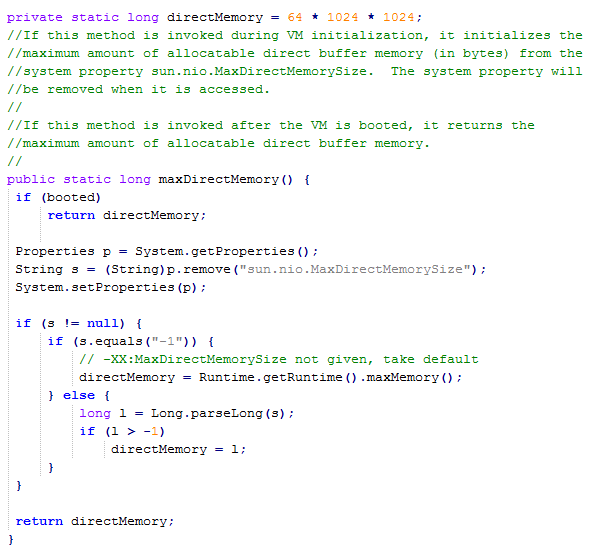 private static long directMemory = 64 * 1024 * 1024;
//If this method is invoked during VM initialization, it initializes the
//maximum amount of allocatable direct buffer memory (in bytes) from the
//system property sun.nio.MaxDirectMemorySize.  The system property will
//be removed when it is accessed.
//
//If this method is invoked after the VM is booted, it returns the
//maximum amount of allocatable direct buffer memory.
//
public static long maxDirectMemory() {
 if (booted)
     return directMemory;

 Properties p = System.getProperties();
 String s = (String)p.remove("sun.nio.MaxDirectMemorySize");
 System.setProperties(p);

 if (s != null) {
     if (s.equals("-1")) {
         // -XX:MaxDirectMemorySize not given, take default
         directMemory = Runtime.getRuntime().maxMemory();
     } else {
         long l = Long.parseLong(s);
         if (l > -1)
             directMemory = l;
     }
 }

 return directMemory;
}